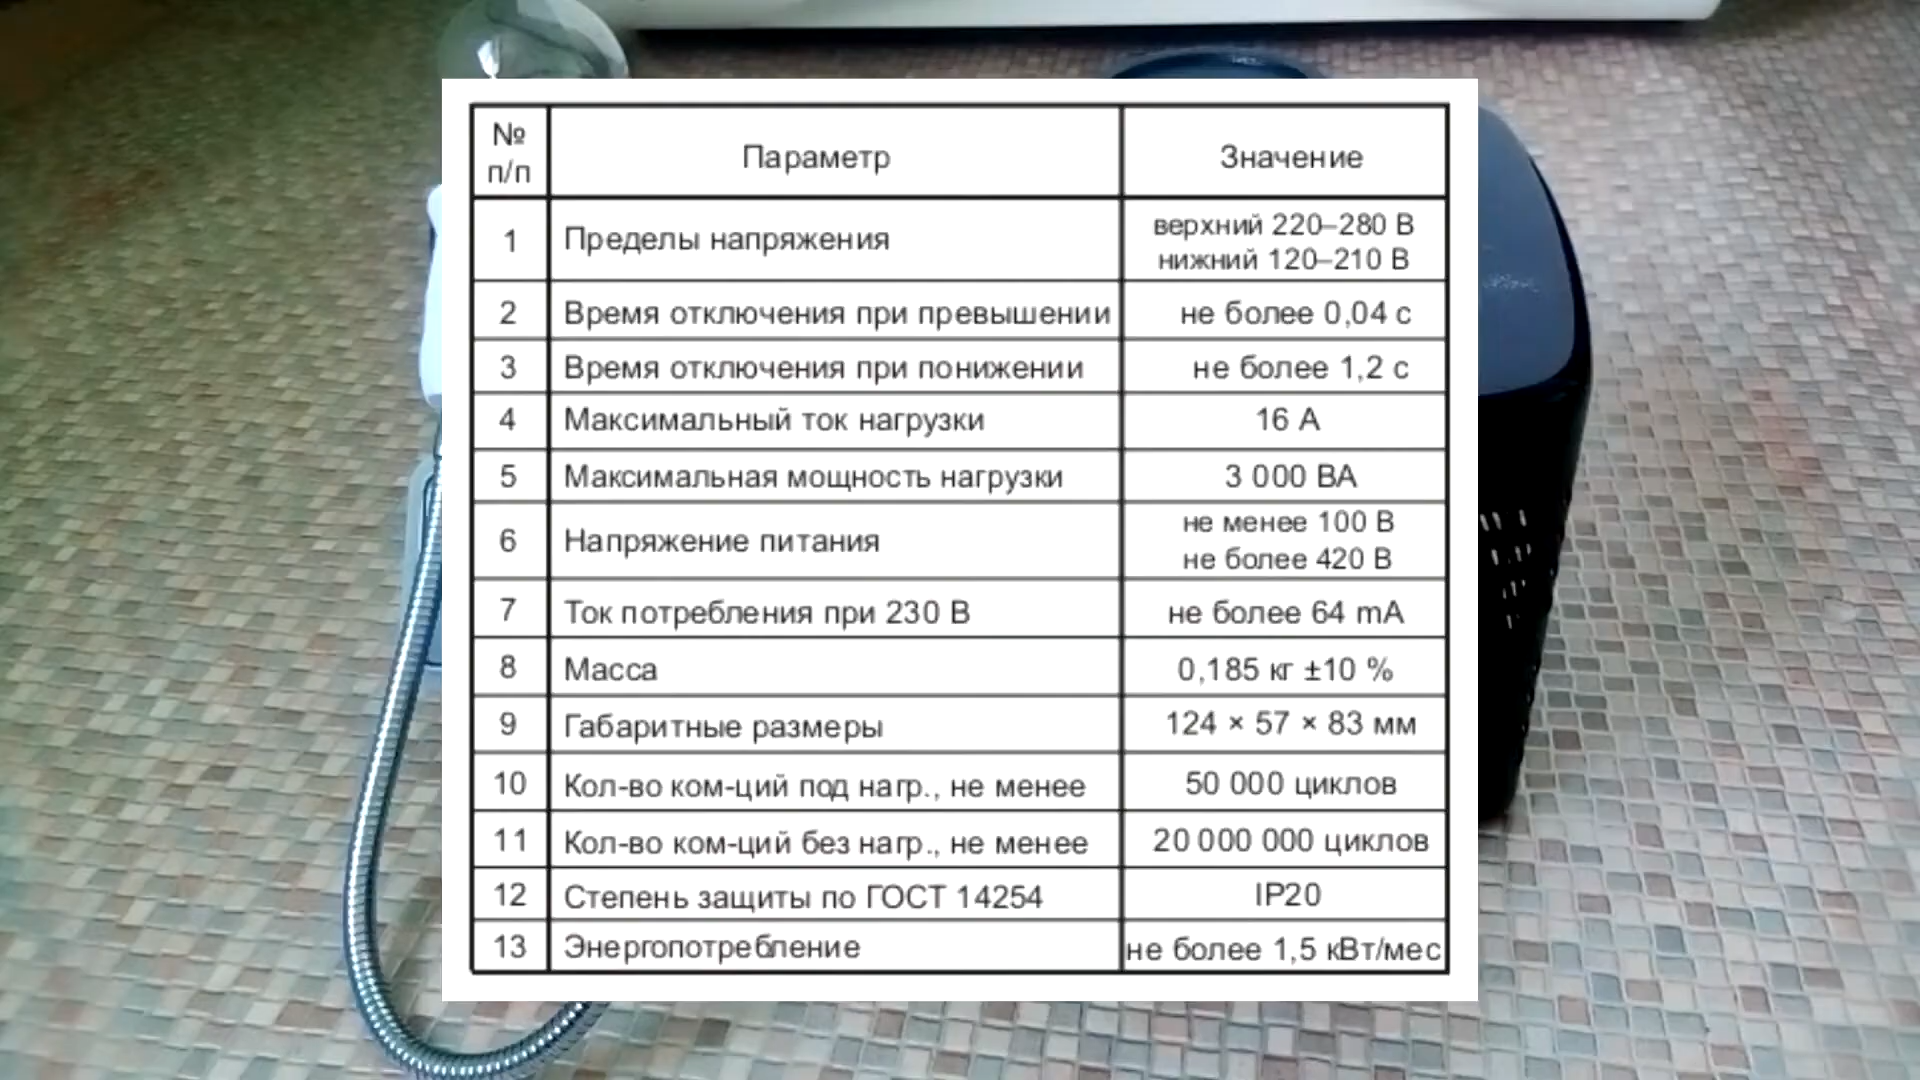 №
п/п
Параметр
Значение
1
Пределы напряжения
верхний 220–280 В
нижний 120–210 В
2
Время отключения при превышении
не более 0,04 с
3
Время отключения при понижении
не более 1,2 с
4
Максимальный ток нагрузки
16 А
5
Максимальная мощность нагрузки
3 000 ВА
6
Напряжение питания
не менее 100 В
не более 420 В
7
Ток потребления при 230 В
не более 64 mA
8
Масса
0,185 кг ±10 %
9
Габаритные размеры
124 × 57 × 83 мм
10
Кол-во ком-ций под нагр., не менее
50 000 циклов
11
Кол-во ком-ций без нагр., не менее
20 000 000 циклов
12
Степень защиты по ГОСТ 14254
IP20
13
Энергопотребление
не более 1,5 кВт/мес